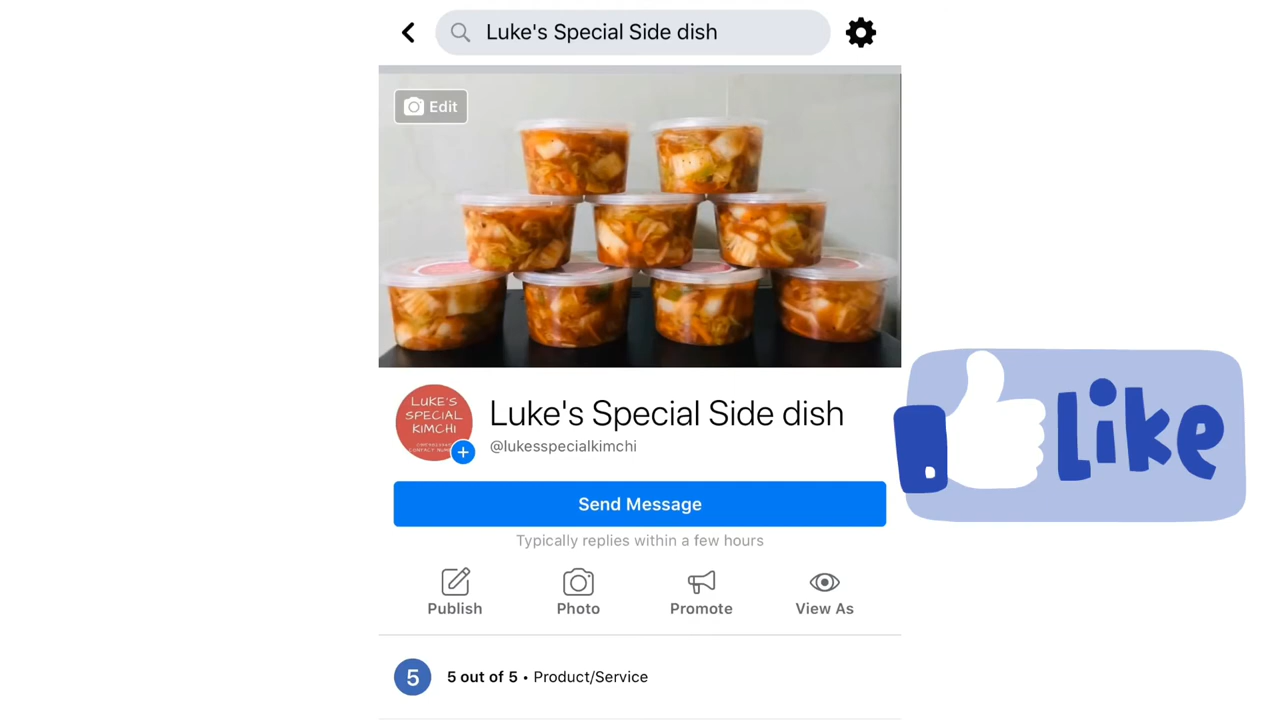 Luke's Special Side dish
Edit
LUKE'S
SPECIAL
KIMCHI
Luke's Special Side dish
@lukesspecialkimchi
Like
Send Message
Typically replies within a few hours
Publish
Photo
Promote
View As
5
5 out of 5 • Product/Service